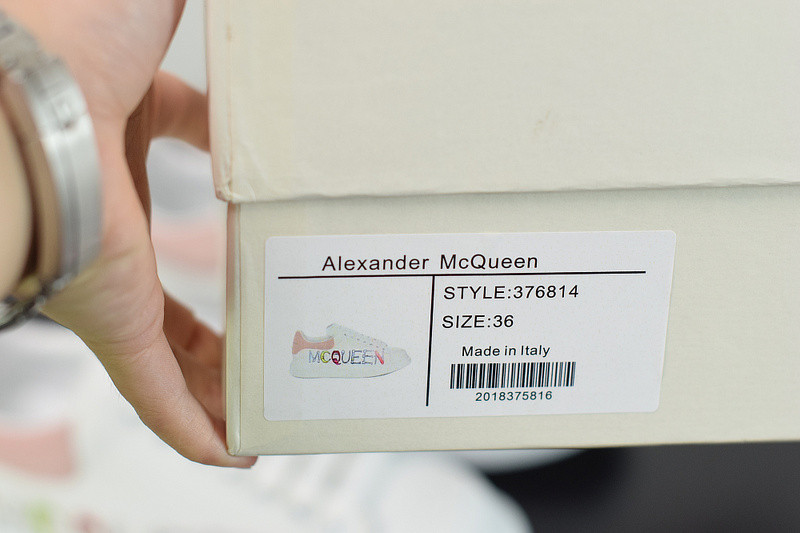 Alexander McQueen
STYLE:376814
SIZE:36
MCQUEEN
Made in Italy
2018375816